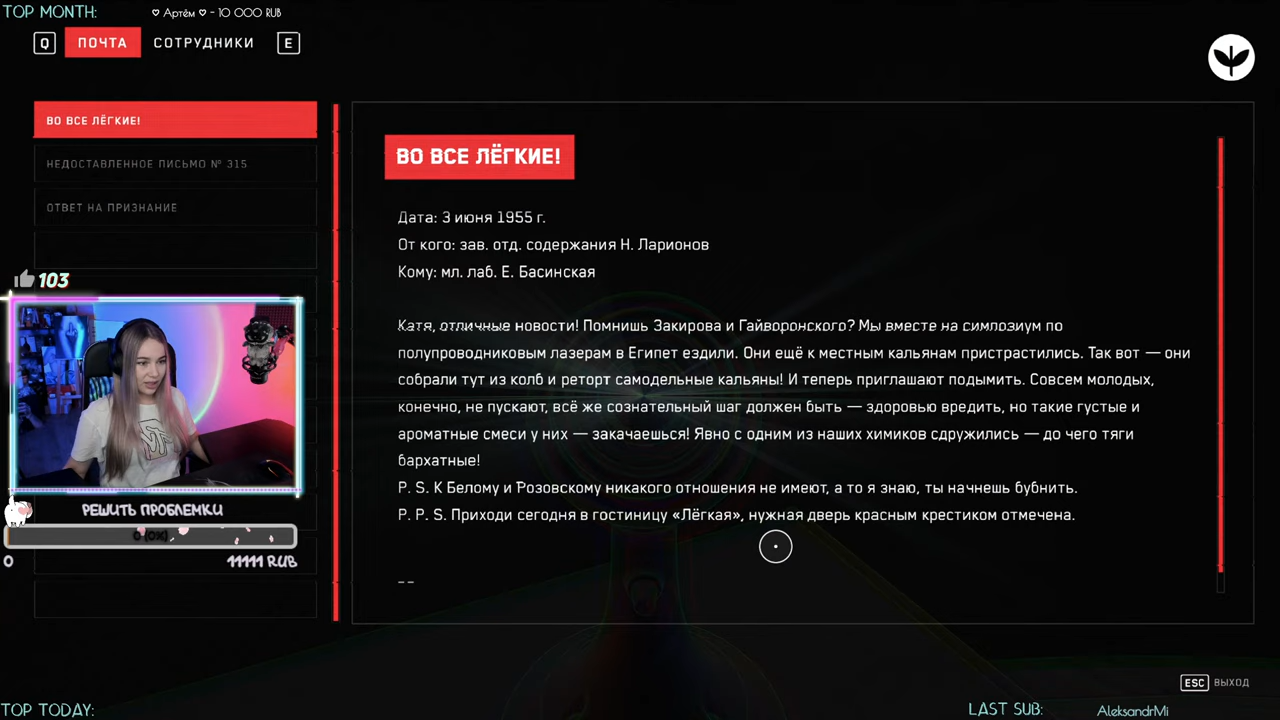 TOP MONTH:
♡ Артём ♡ - 10 000 RUB
Q ПОЧТА СОТРУДНИКИ E
ВО ВСЕ ЛЁГКИЕ!
НЕДОСТАВЛЕННОЕ ПИСЬМО № 315
ОТВЕТ НА ПРИЗНАНИЕ
ВО ВСЕ ЛЁГКИЕ!
Дата: 3 июня 1955 г.
От кого: зав. отд. содержания Н. Ларионов
Кому: мл. лаб. Е. Басинская
Катя, отличные новости! Помнишь Закирова и Гайворонского? Мы вместе на симпозиум по
полупроводниковым лазерам в Египет ездили. Они ещё к местным кальянам пристрастились. Так вот — они
собрали тут из колб и реторт самодельные кальяны! И теперь приглашают подымить. Совсем молодых,
конечно, не пускают, всё же сознательный шаг должен быть — здоровью вредить, но такие густые и
ароматные смеси у них — закачаешься! Явно с одним из наших химиков сдружились — до чего тяги
бархатные!
P. S. К Белому и Розовскому никакого отношения не имеют, а то я знаю, ты начнешь бубнить.
P. P. S. Приходи сегодня в гостиницу «Лёгкая», нужная дверь красным крестиком отмечена.
--
103
РЕШИТЬ ПРОБЛЕМКИ
0 (0%)
0 11111 RUB
ESC ВЫХОД
TOP TODAY:
LAST SUB: AleksandrMi